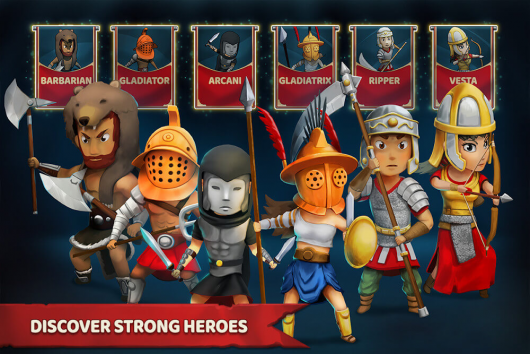 BARBARIAN
GLADIATOR
ARCANI
GLADIATRIX
RIPPER
VESTA
DISCOVER STRONG HEROES